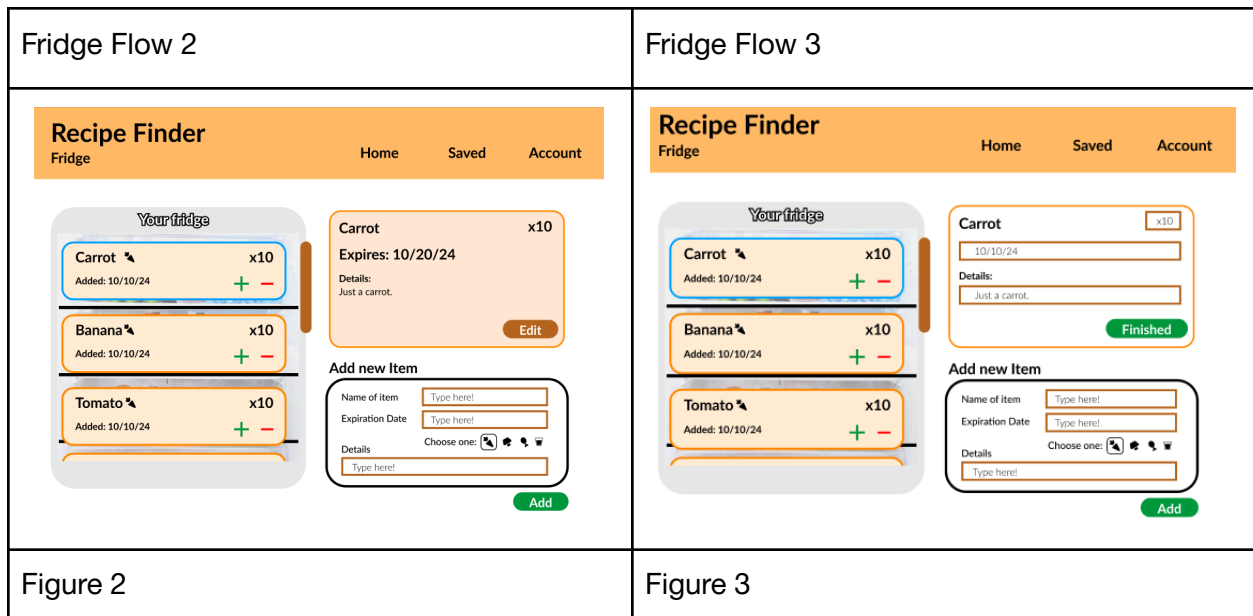 Fridge Flow 2
Fridge Flow 3
Recipe Finder
Fridge
Home Saved Account
Your fridge
Carrot x10
Added: 10/10/24 + −
Banana x10
Added: 10/10/24 + −
Tomato x10
Added: 10/10/24 + −
Carrot x10
Expires: 10/20/24
Details:
Just a carrot.
Edit
Add new Item
Name of item Type here!
Expiration Date Type here!
Choose one:
Details
Type here!
Add
Recipe Finder
Fridge
Home Saved Account
Your fridge
Carrot x10
Added: 10/10/24 + −
Banana x10
Added: 10/10/24 + −
Tomato x10
Added: 10/10/24 + −
Carrot x10
10/10/24
Details:
Just a carrot.
Finished
Add new Item
Name of item Type here!
Expiration Date Type here!
Choose one:
Details
Type here!
Add
Figure 2
Figure 3